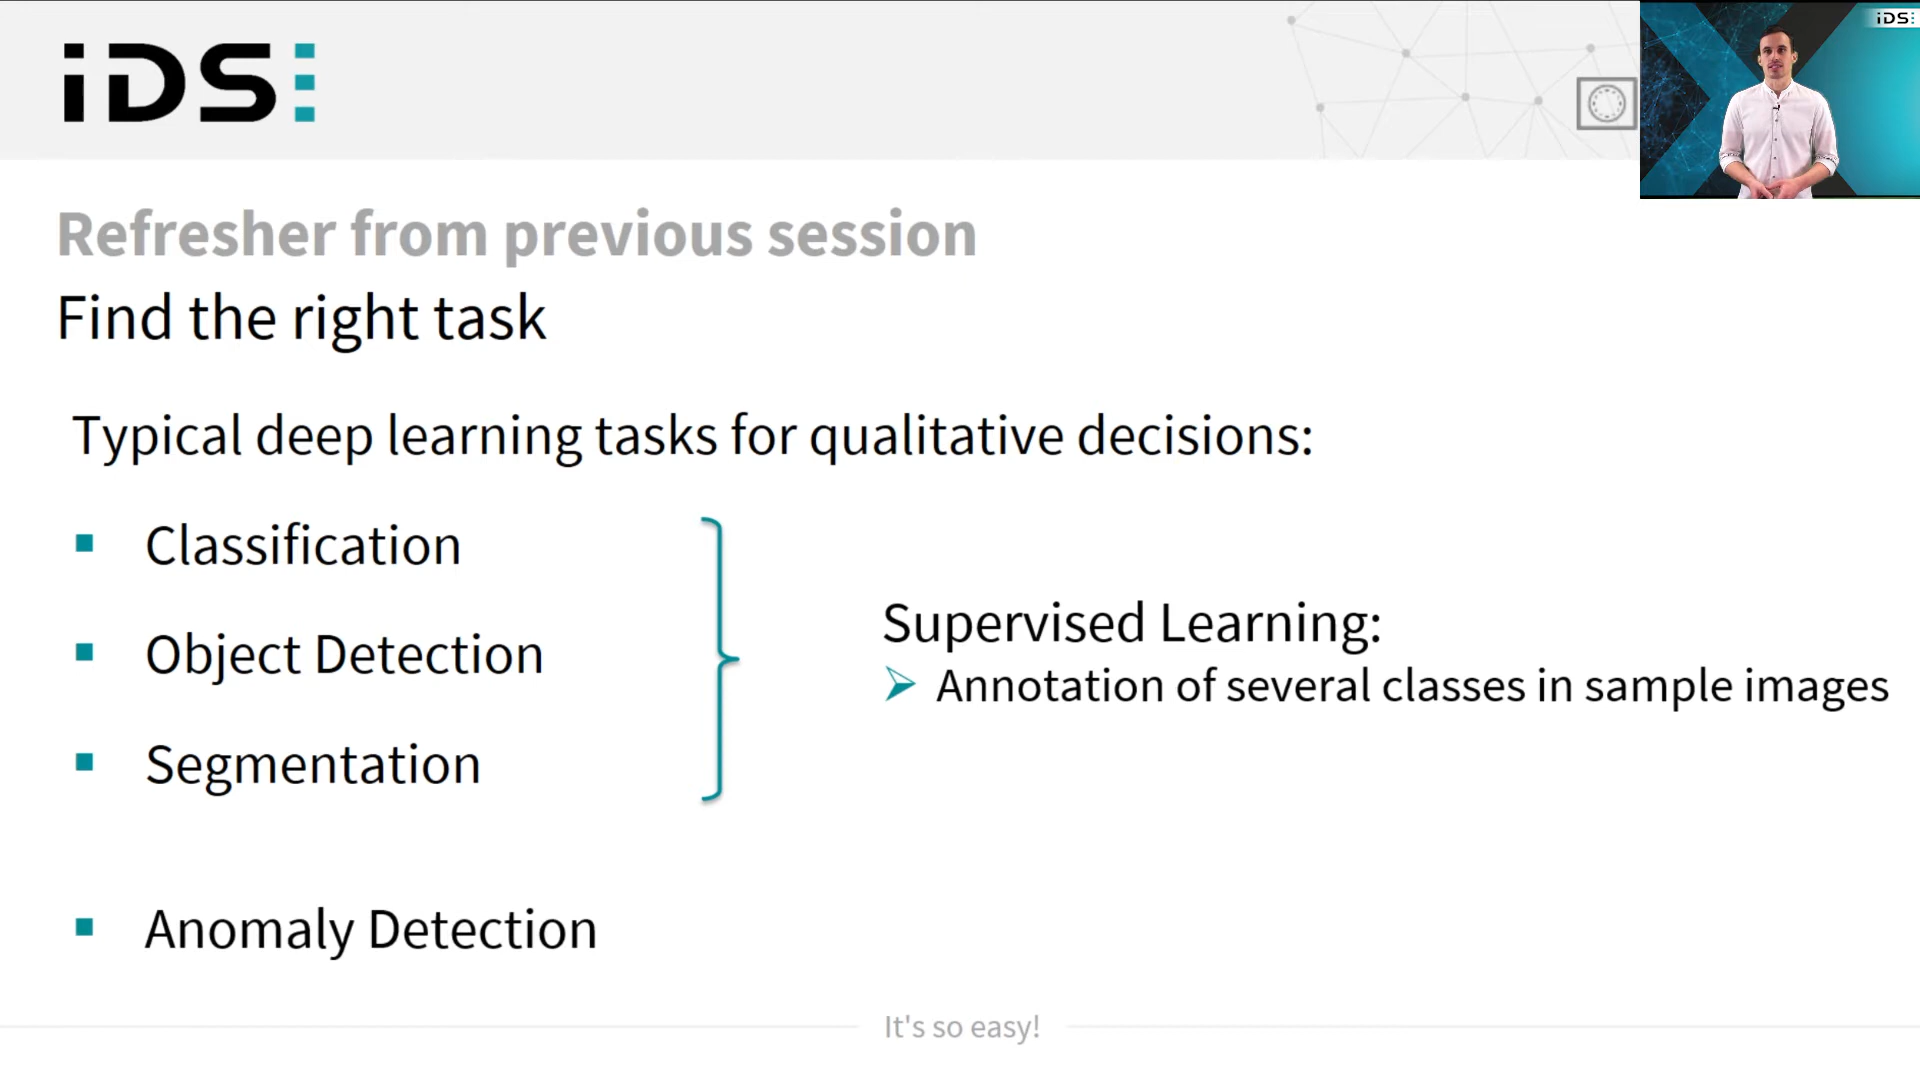 iDS
iDS
Refresher from previous session
Find the right task
Typical deep learning tasks for qualitative decisions:
Classification
Object Detection
Segmentation
Supervised Learning:
Annotation of several classes in sample images
Anomaly Detection
It's so easy!